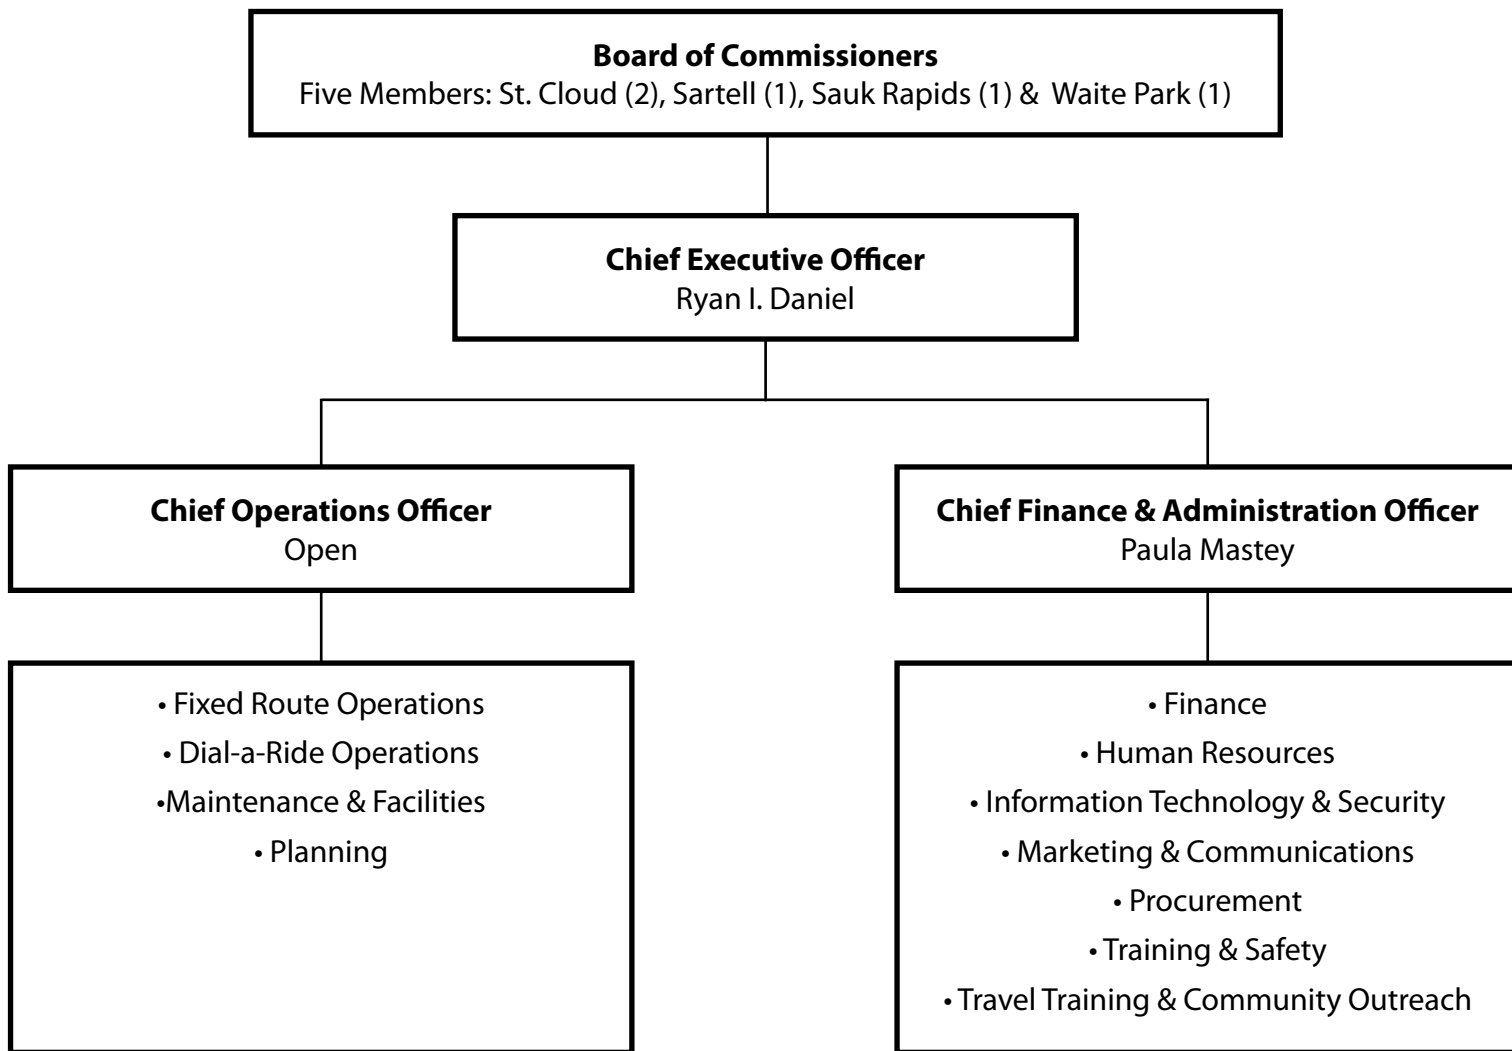 Board of Commissioners
Five Members: St. Cloud (2), Sartell (1), Sauk Rapids (1) & Waite Park (1)
Chief Executive Officer
Ryan I. Daniel
Chief Operations Officer
Open
Chief Finance & Administration Officer
Paula Mastey
• Fixed Route Operations
• Dial-a-Ride Operations
•Maintenance & Facilities
• Planning
• Finance
• Human Resources
• Information Technology & Security
• Marketing & Communications
• Procurement
• Training & Safety
• Travel Training & Community Outreach